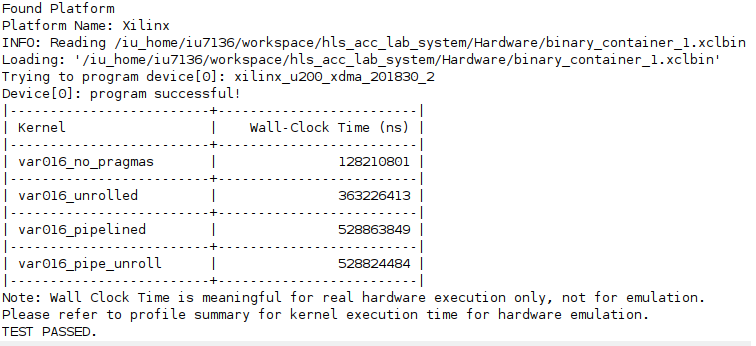 Found Platform
Platform Name: Xilinx
INFO: Reading /iu_home/iu7136/workspace/hls_acc_lab_system/Hardware/binary_container_1.xclbin
Loading: '/iu_home/iu7136/workspace/hls_acc_lab_system/Hardware/binary_container_1.xclbin'
Trying to program device[0]: xilinx_u200_xdma_201830_2
Device[0]: program successful!
|-------------------------+-------------------------|
| Kernel                  |    Wall-Clock Time (ns) |
|-------------------------+-------------------------|
| var016_no_pragmas       |               128210801 |
|-------------------------+-------------------------|
| var016_unrolled         |               363226413 |
|-------------------------+-------------------------|
| var016_pipelined        |               528863849 |
|-------------------------+-------------------------|
| var016_pipe_unroll      |               528824484 |
|-------------------------+-------------------------|
Note: Wall Clock Time is meaningful for real hardware execution only, not for emulation.
Please refer to profile summary for kernel execution time for hardware emulation.
TEST PASSED.